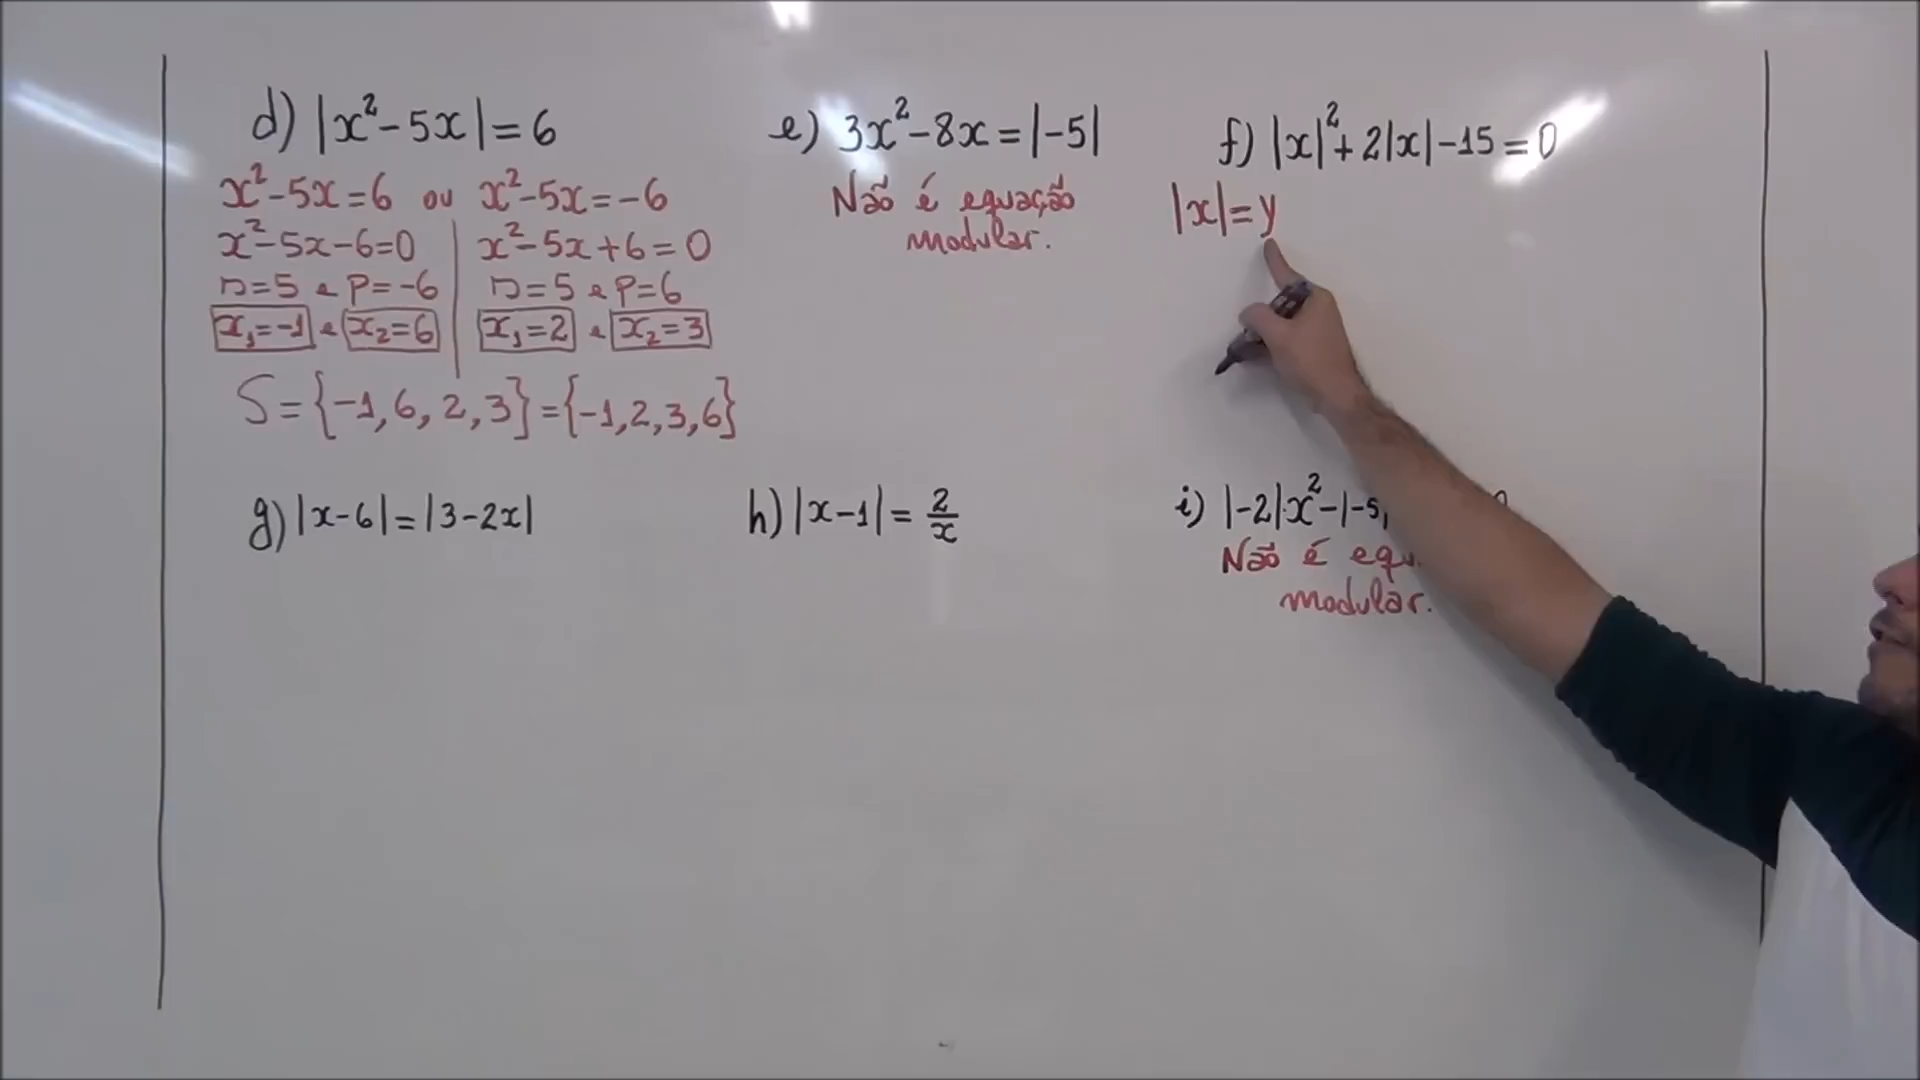 d) |x²-5x|=6
x²-5x=6 ou x²-5x=-6
x²-5x-6=0 | x²-5x+6=0
s=5 e p=-6 | s=5 e p=6
x₁=-1 e x₂=6 | x₁=2 e x₂=3
S={-1,6,2,3}={-1,2,3,6}
e) 3x²-8x=|-5|
Não é equação
modular.
f) |x|²+2|x|-15=0
|x|=y
g) |x-6|=|3-2x|
h) |x-1|=2/x
i) |-2|x²-|-5
Não é equ
modular.